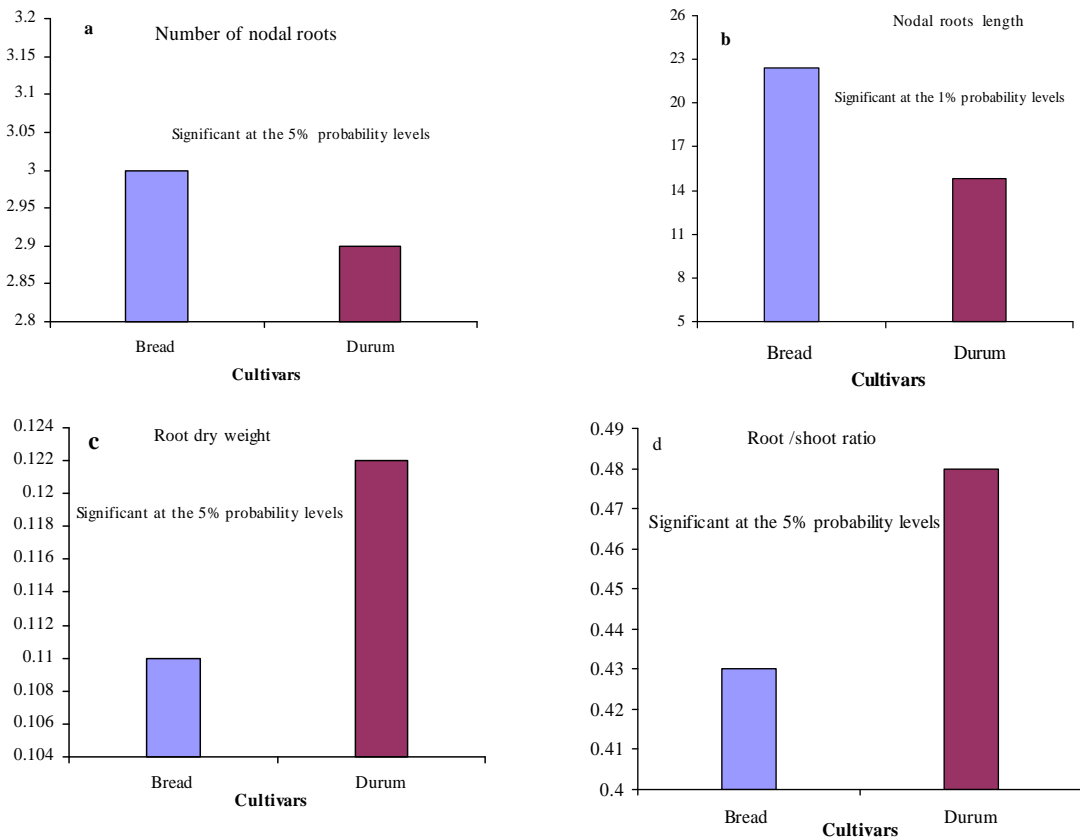 a
Number of nodal roots
Significant at the 5% probability levels
3.2
3.15
3.1
3.05
3
2.95
2.9
2.85
2.8
Bread
Durum
Cultivars
b
Nodal roots length
Significant at the 1% probability levels
26
23
20
17
14
11
8
5
Bread
Durum
Cultivars
c
Root dry weight
Significant at the 5% probability levels
0.124
0.122
0.12
0.118
0.116
0.114
0.112
0.11
0.108
0.106
0.104
Bread
Durum
Cultivars
d
Root /shoot ratio
Significant at the 5% probability levels
0.49
0.48
0.47
0.46
0.45
0.44
0.43
0.42
0.41
0.4
Bread
Durum
Cultivars